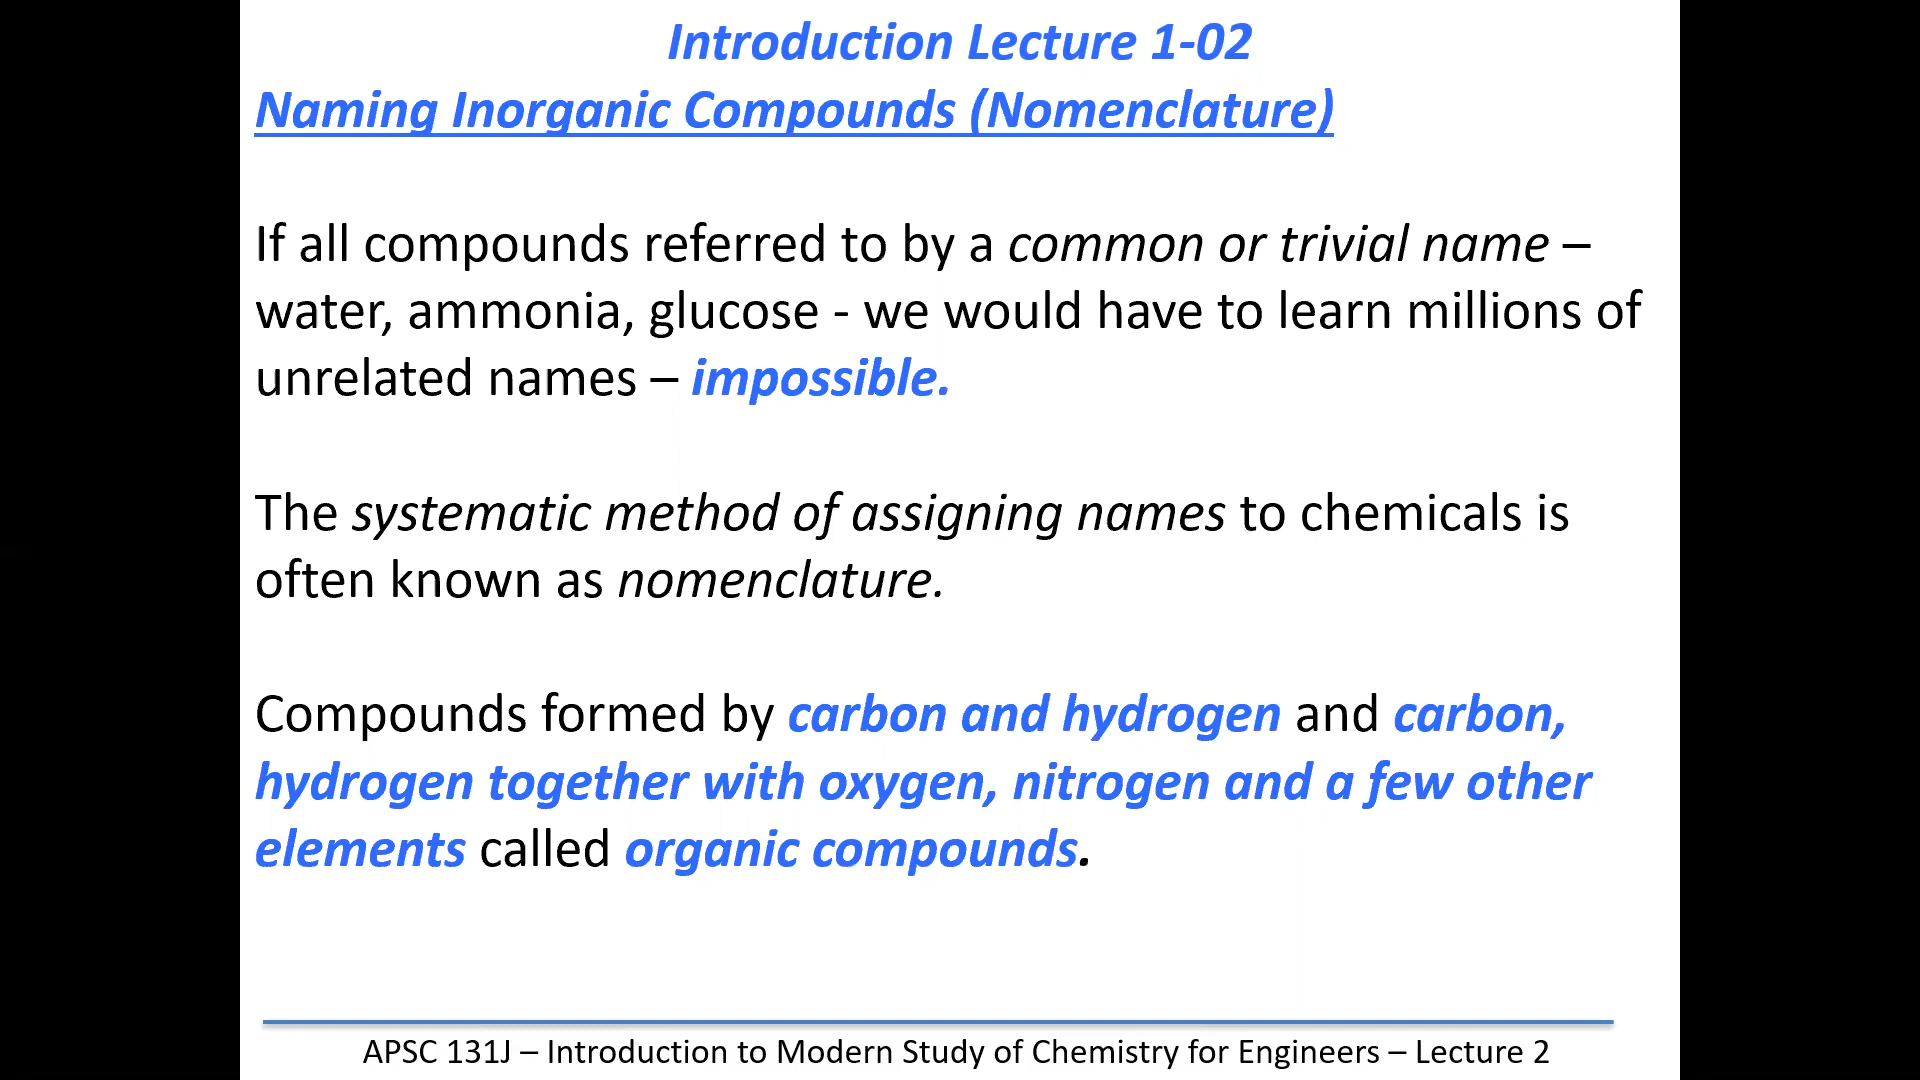 Introduction Lecture 1-02
Naming Inorganic Compounds (Nomenclature)
If all compounds referred to by a common or trivial name –
water, ammonia, glucose - we would have to learn millions of
unrelated names – impossible.
The systematic method of assigning names to chemicals is
often known as nomenclature.
Compounds formed by carbon and hydrogen and carbon,
hydrogen together with oxygen, nitrogen and a few other
elements called organic compounds.
APSC 131J – Introduction to Modern Study of Chemistry for Engineers – Lecture 2